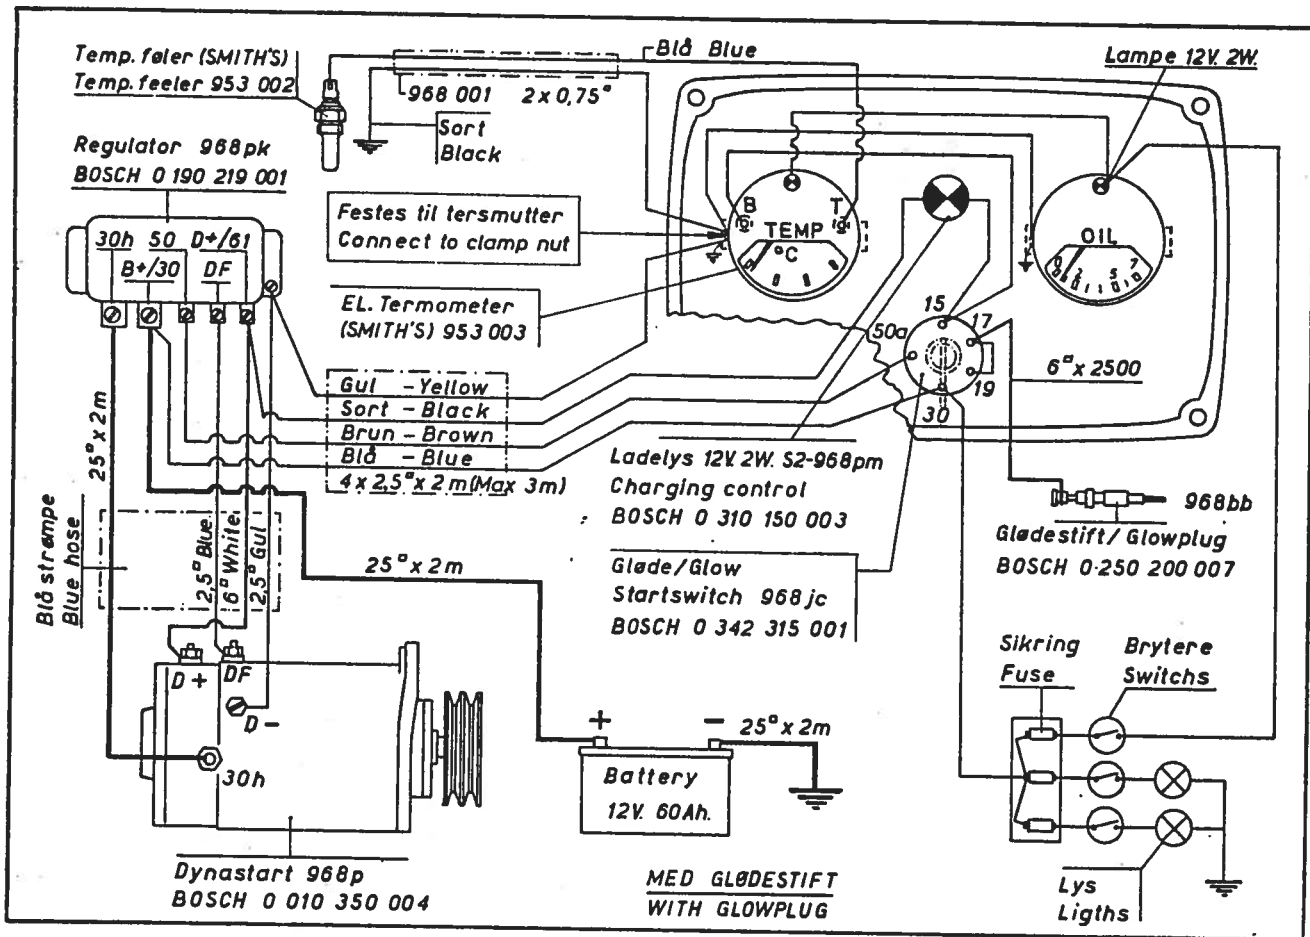 Temp. føler (SMITH'S)
Temp. feeler 953 002
Blå Blue
968 001 2 x 0,75□
Sort
Black
Lampe 12V. 2W.
Regulator 968pk
BOSCH 0 190 219 001
30h 50 D+/61
B+/30 DF
Festes til tersmutter
Connect to clamp nut
EL. Termometer
(SMITH'S) 953 003
B T
TEMP
°C
OIL
0 2 5 7
15
17
50a
19
30
6□ x 2500
Gul - Yellow
Sort - Black
Brun - Brown
Blå - Blue
4 x 2,5□ x 2 m (Max 3m)
25□ x 2 m
Blå strømpe
Blue hose
2,5□ Blue
6□ White
2,5□ Gul
25□ x 2 m
Ladelys 12V. 2W. S2-968pm
Charging control
BOSCH 0 310 150 003
Gløde/Glow
Startswitch 968 jc
BOSCH 0 342 315 001
968bb
Glødestift/Glowplug
BOSCH 0·250 200 007
D+ DF
D-
30h
Dynastart 968p
BOSCH 0 010 350 004
+ -
25□ x 2m
Battery
12V. 60Ah.
Sikring
Fuse
Brytere
Switchs
Lys
Ligths
MED GLØDESTIFT
WITH GLOWPLUG